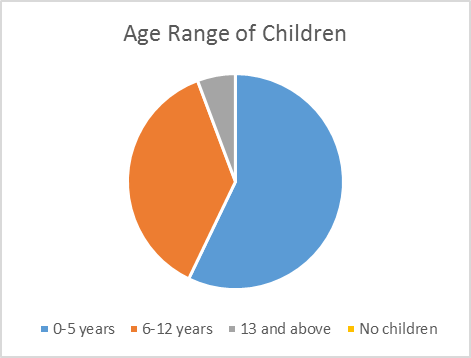 Age Range of Children
0-5 years 6-12 years 13 and above No children